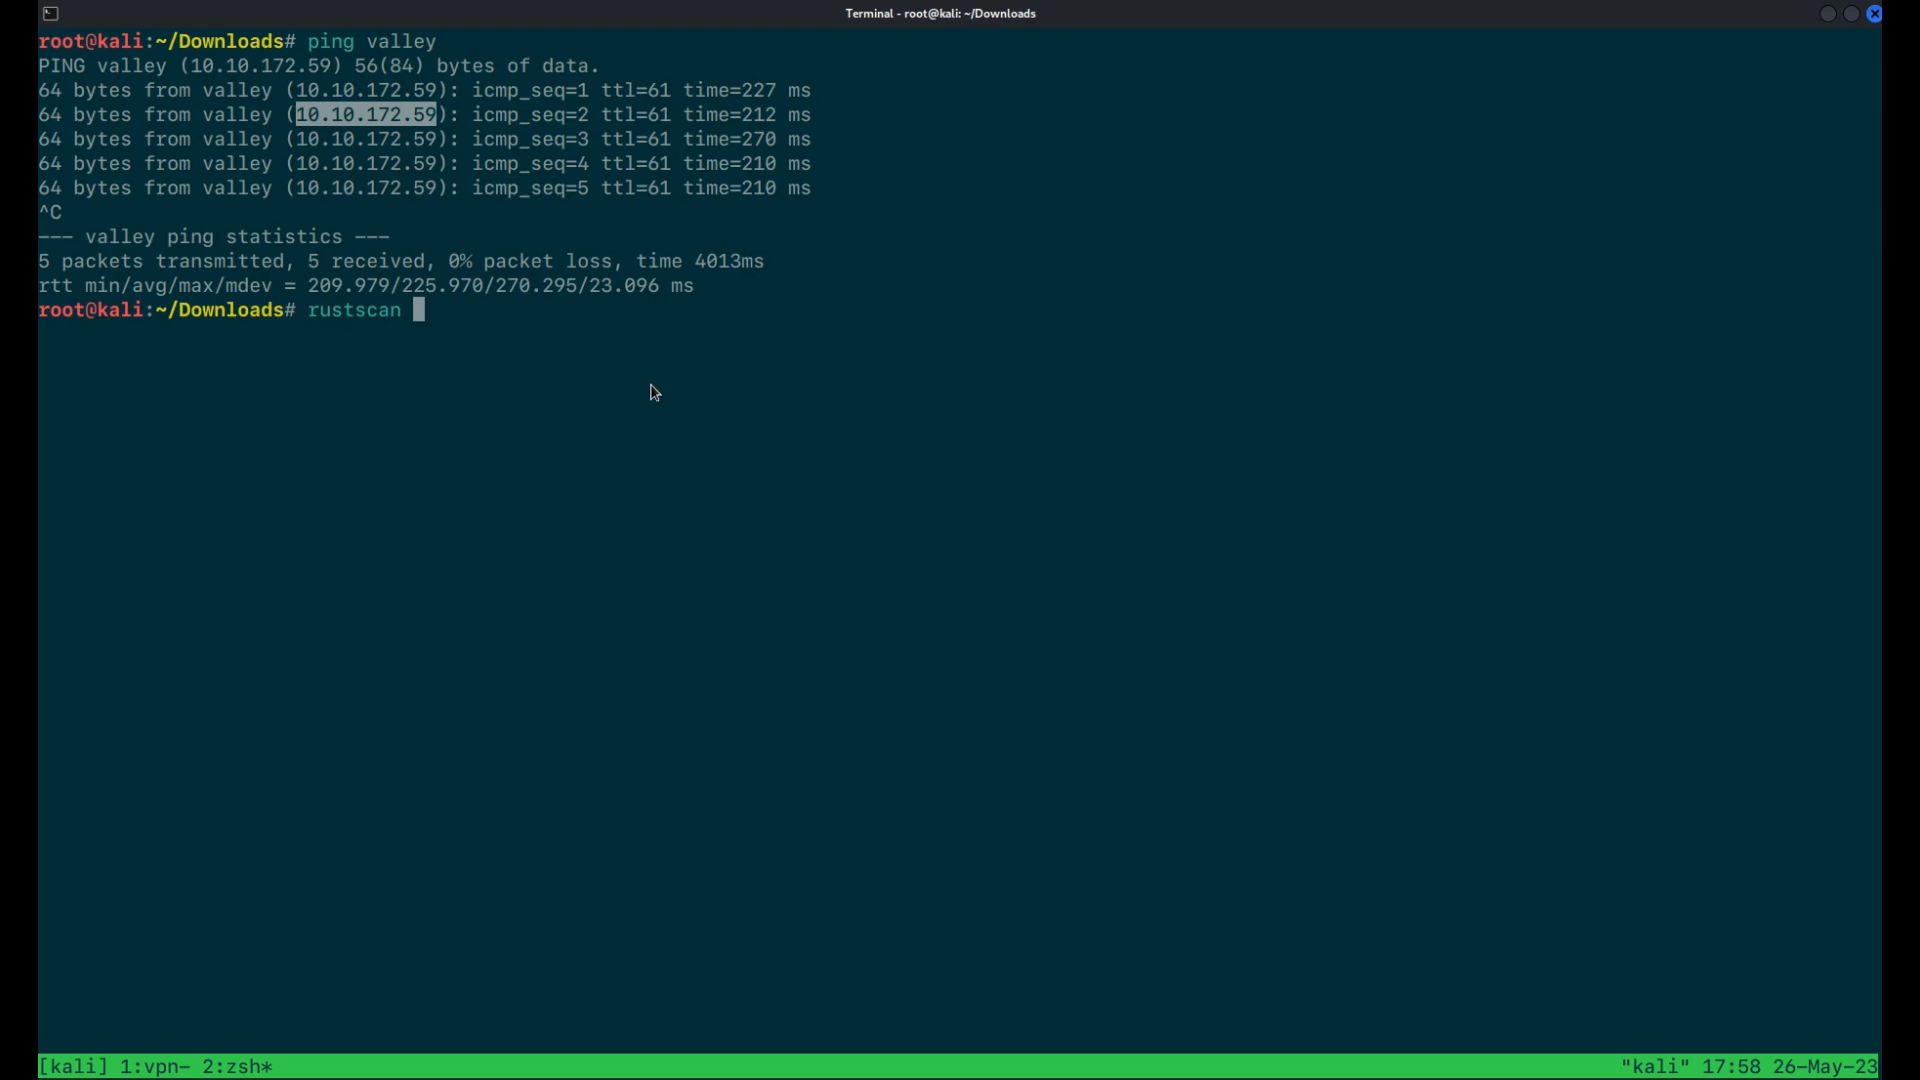 Terminal - root@kali: ~/Downloads
root@kali:~/Downloads# ping valley
PING valley (10.10.172.59) 56(84) bytes of data.
64 bytes from valley (10.10.172.59): icmp_seq=1 ttl=61 time=227 ms
64 bytes from valley (10.10.172.59): icmp_seq=2 ttl=61 time=212 ms
64 bytes from valley (10.10.172.59): icmp_seq=3 ttl=61 time=270 ms
64 bytes from valley (10.10.172.59): icmp_seq=4 ttl=61 time=210 ms
64 bytes from valley (10.10.172.59): icmp_seq=5 ttl=61 time=210 ms
^C
--- valley ping statistics ---
5 packets transmitted, 5 received, 0% packet loss, time 4013ms
rtt min/avg/max/mdev = 209.979/225.970/270.295/23.096 ms
root@kali:~/Downloads# rustscan
[kali] 1:vpn- 2:zsh* "kali" 17:58 26-May-23